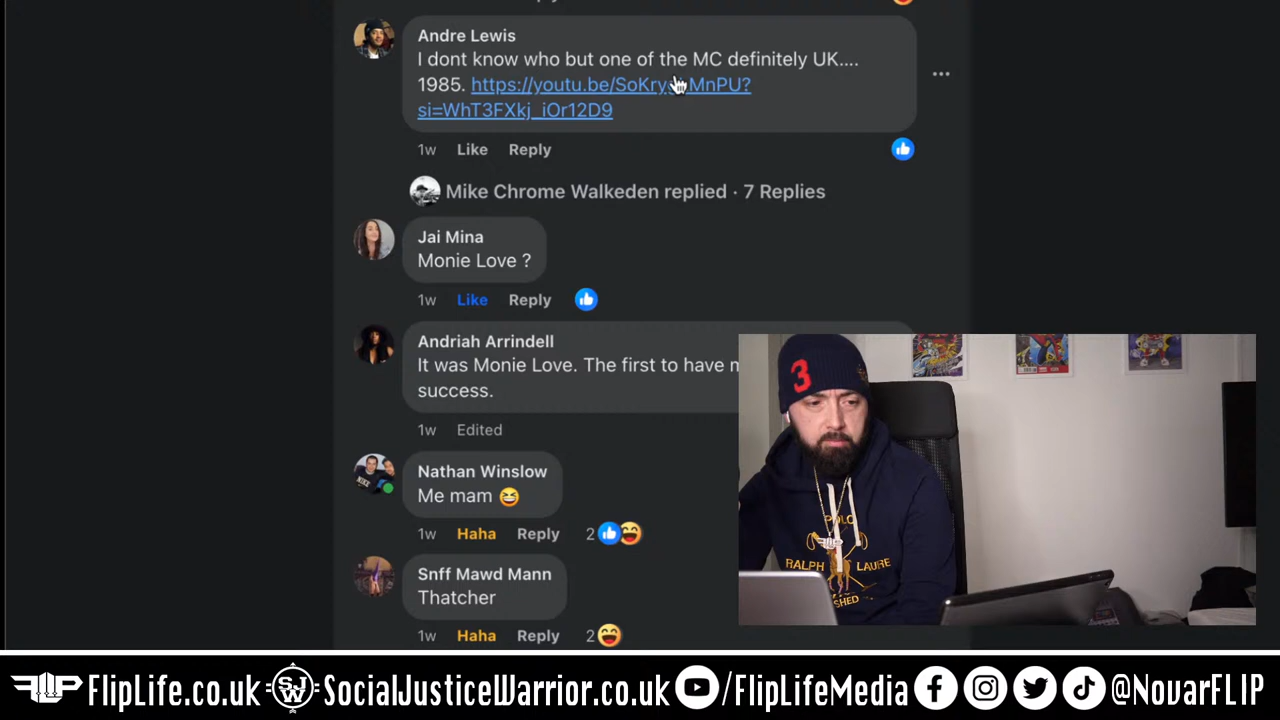 Andre Lewis
I dont know who but one of the MC definitely UK....
1985. https://youtu.be/SoKry MnPU?
si=WhT3FXkj_iOr12D9
1w Like Reply
Mike Chrome Walkeden replied · 7 Replies
Jai Mina
Monie Love ?
1w Like Reply
Andriah Arrindell
It was Monie Love. The first to have
success.
1w Edited
Nathan Winslow
Me mam 😆
1w Haha Reply 2
Snff Mawd Mann
Thatcher
1w Haha Reply 2
3
POLO
RALPH LAURE
SHED
FLIP FlipLife.co.uk SJW SocialJusticeWarrior.co.uk /FlipLifeMedia @NovarFLIP